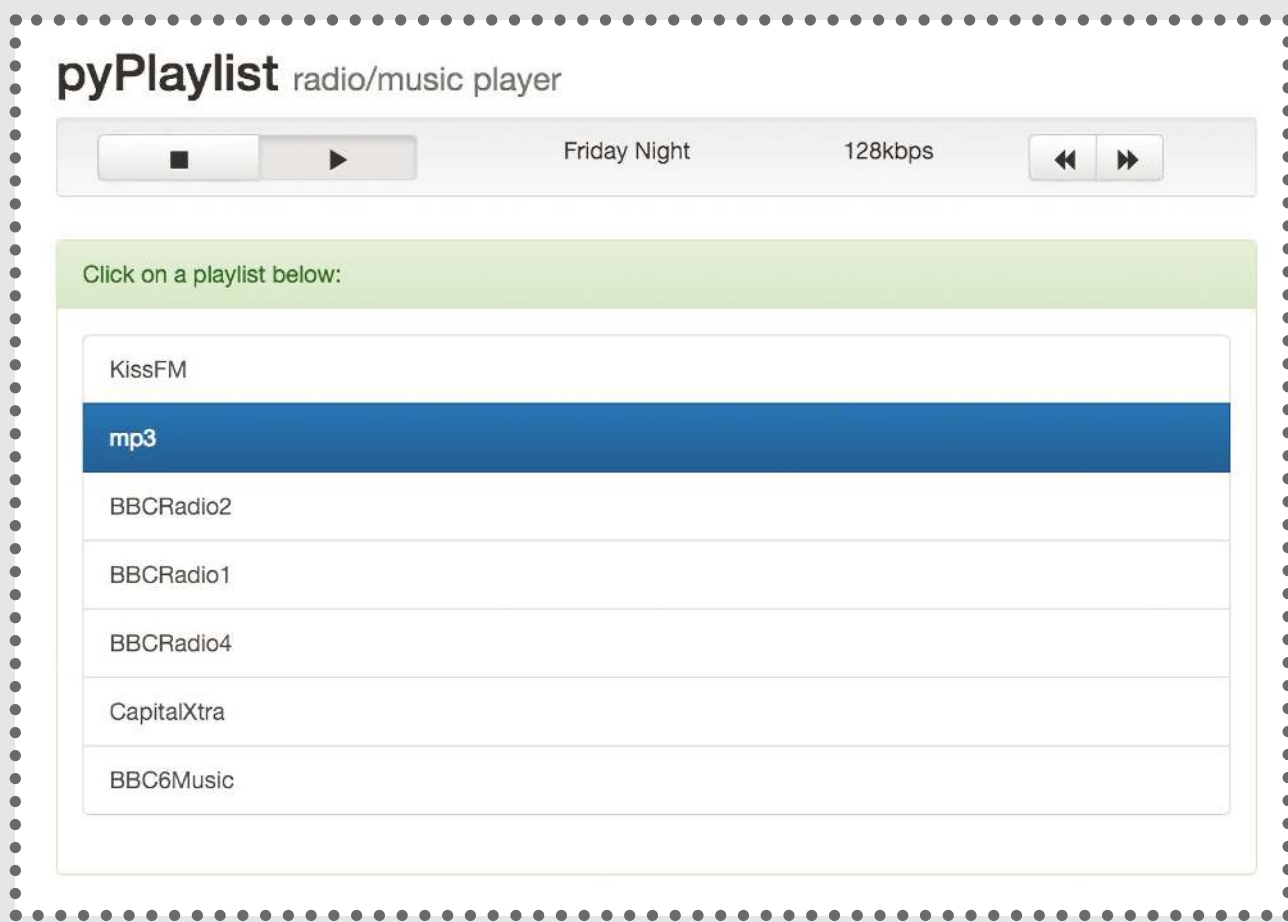 pyPlaylist radio/music player
Friday Night 128kbps
Click on a playlist below:
KissFM
mp3
BBCRadio2
BBCRadio1
BBCRadio4
CapitalXtra
BBC6Music